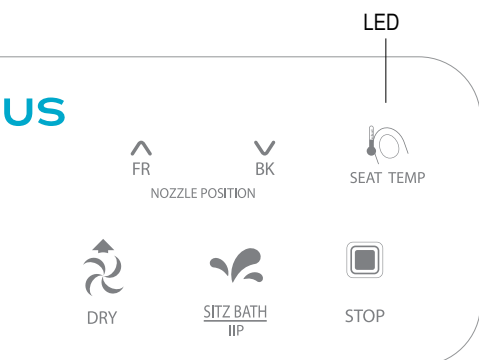 LED
US
FR BK
SEAT TEMP
NOZZLE POSITION
DRY
SITZ BATH
IIP
STOP